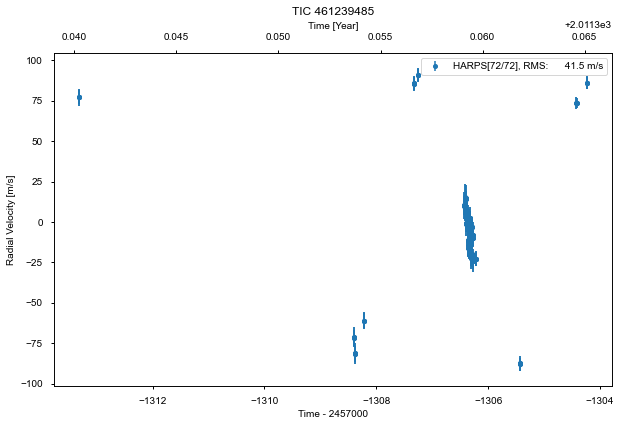 TIC 461239485
Time [Year]
+2.0113e3
0.040 0.045 0.050 0.055 0.060 0.065
HARPS[72/72], RMS: 41.5 m/s
Radial Velocity [m/s]
100
75
50
25
0
−25
−50
−75
−100
−1312 −1310 −1308 −1306 −1304
Time - 2457000